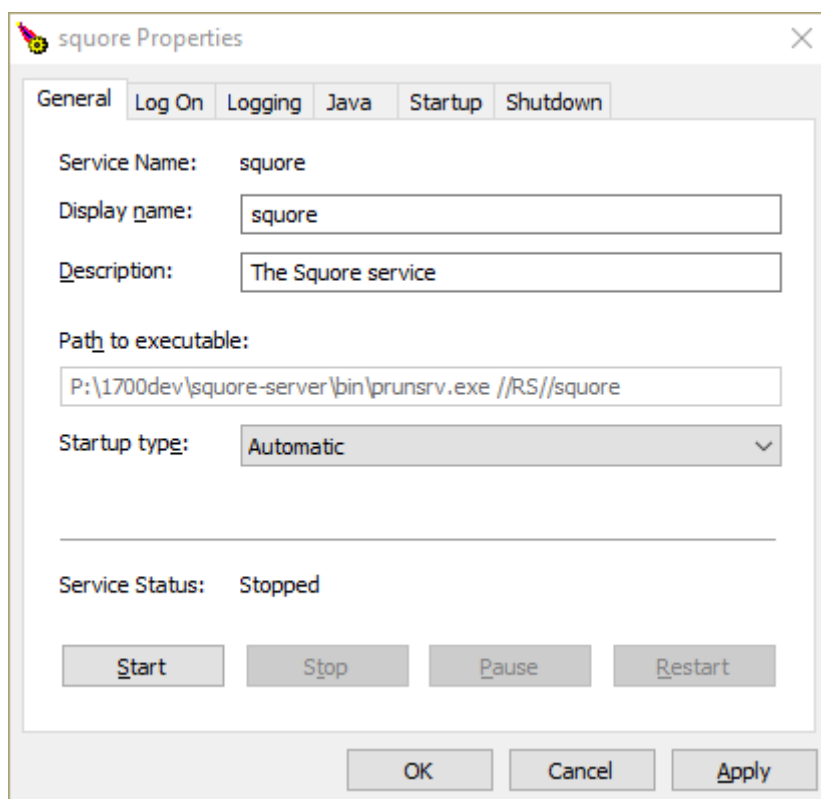 squore Properties
General Log On Logging Java Startup Shutdown
Service Name: squore
Display name: squore
Description: The Squore service
Path to executable:
P:\1700dev\squore-server\bin\prunsrv.exe //RS//squore
Startup type: Automatic
Service Status: Stopped
Start Stop Pause Restart
OK Cancel Apply